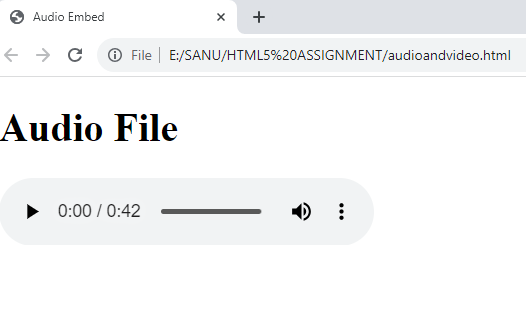 Audio Embed
File E:/SANU/HTML5%20ASSIGNMENT/audioandvideo.html
Audio File
0:00 / 0:42